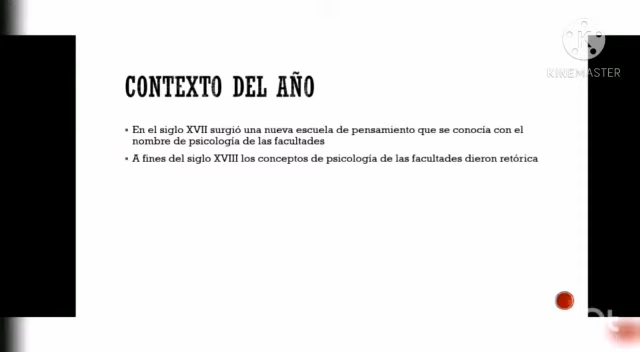 KINEMASTER
CONTEXTO DEL AÑO
▪ En el siglo XVII surgió una nueva escuela de pensamiento que se conocía con el
nombre de psicología de las facultades
▪ A fines del siglo XVIII los conceptos de psicología de las facultades dieron retórica